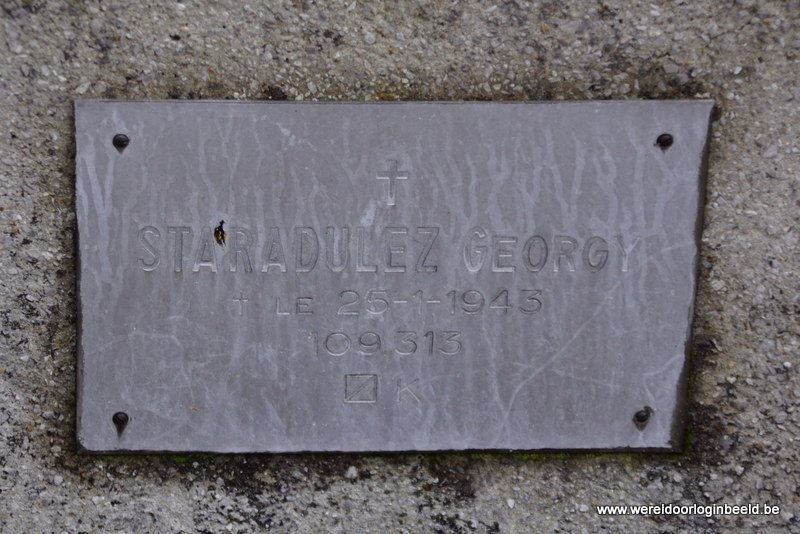 †
STARADULEZ GEORGY
† LE 25-1-1943
109.313
K
www.wereldoorloginbeeld.be